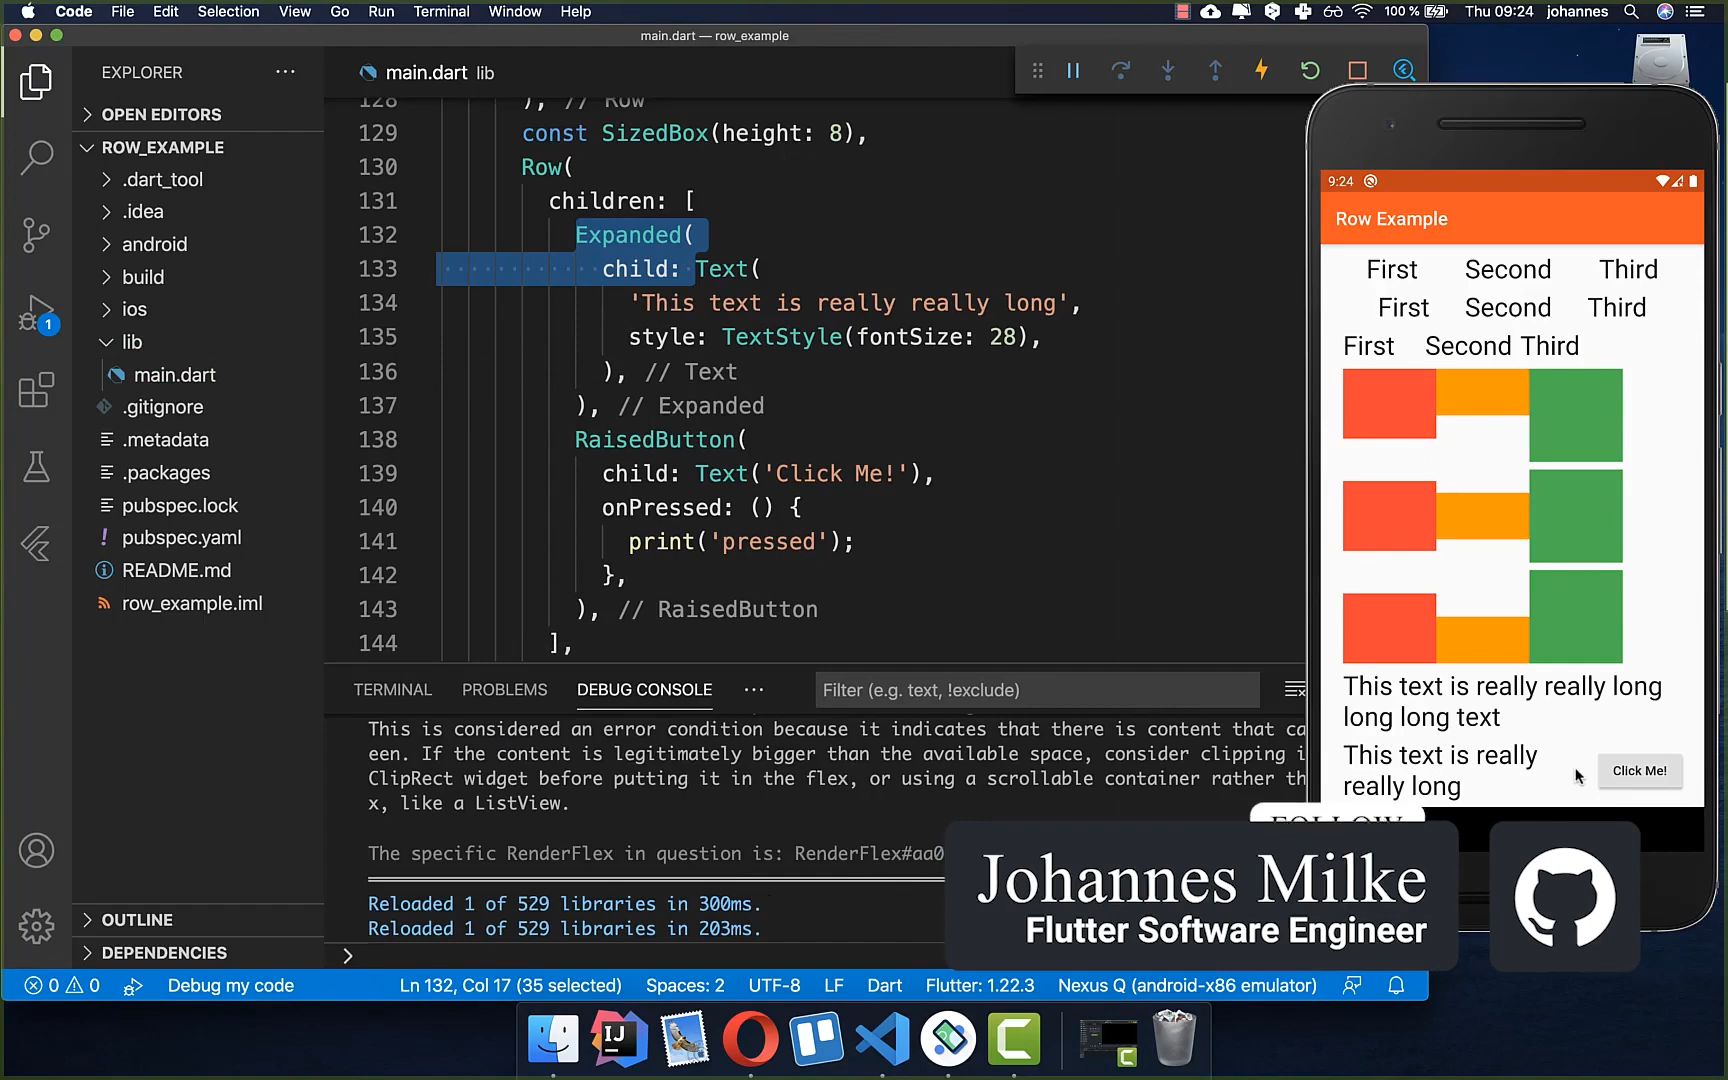 Code File Edit Selection View Go Run Terminal Window Help
100 % Thu 09:24 johannes
main.dart — row_example
EXPLORER
OPEN EDITORS
ROW_EXAMPLE
.dart_tool
.idea
android
build
ios
lib
main.dart
.gitignore
.metadata
.packages
pubspec.lock
pubspec.yaml
README.md
row_example.iml
OUTLINE
DEPENDENCIES
1
main.dart lib
128 ), // Row
129 const SizedBox(height: 8),
130 Row(
131 children: [
132 Expanded(
133 child: Text(
134 'This text is really really long',
135 style: TextStyle(fontSize: 28),
136 ), // Text
137 ), // Expanded
138 RaisedButton(
139 child: Text('Click Me!'),
140 onPressed: () {
141 print('pressed');
142 },
143 ), // RaisedButton
144 ],
TERMINAL PROBLEMS DEBUG CONSOLE ··· Filter (e.g. text, !exclude)
This is considered an error condition because it indicates that there is content that ca
een. If the content is legitimately bigger than the available space, consider clipping i
ClipRect widget before putting it in the flex, or using a scrollable container rather th
x, like a ListView.
The specific RenderFlex in question is: RenderFlex#aa0
Reloaded 1 of 529 libraries in 300ms.
Reloaded 1 of 529 libraries in 203ms.
0 0 Debug my code Ln 132, Col 17 (35 selected) Spaces: 2 UTF-8 LF Dart Flutter: 1.22.3 Nexus Q (android-x86 emulator)
9:24
Row Example
First Second Third
First Second Third
First Second Third
This text is really really long
long long text
This text is really
really long
Click Me!
FOLLOW
Johannes Milke
Flutter Software Engineer
IJ